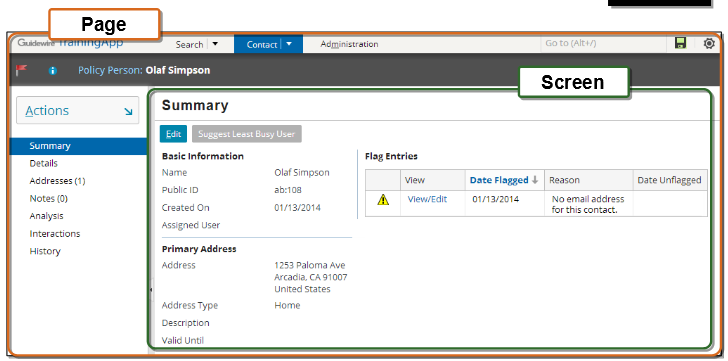 Page
Guidewire TrainingApp Search Contact Administration Go to (Alt+/)
Policy Person: Olaf Simpson
Screen
Actions
Summary
Details
Addresses (1)
Notes (0)
Analysis
Interactions
History
Summary
Edit Suggest Least Busy User
Basic Information
Name Olaf Simpson
Public ID ab:108
Created On 01/13/2014
Assigned User
Primary Address
Address 1253 Paloma Ave
Arcadia, CA 91007
United States
Address Type Home
Description
Valid Until
Flag Entries
View Date Flagged ↓ Reason Date Unflagged
View/Edit 01/13/2014 No email address
for this contact.